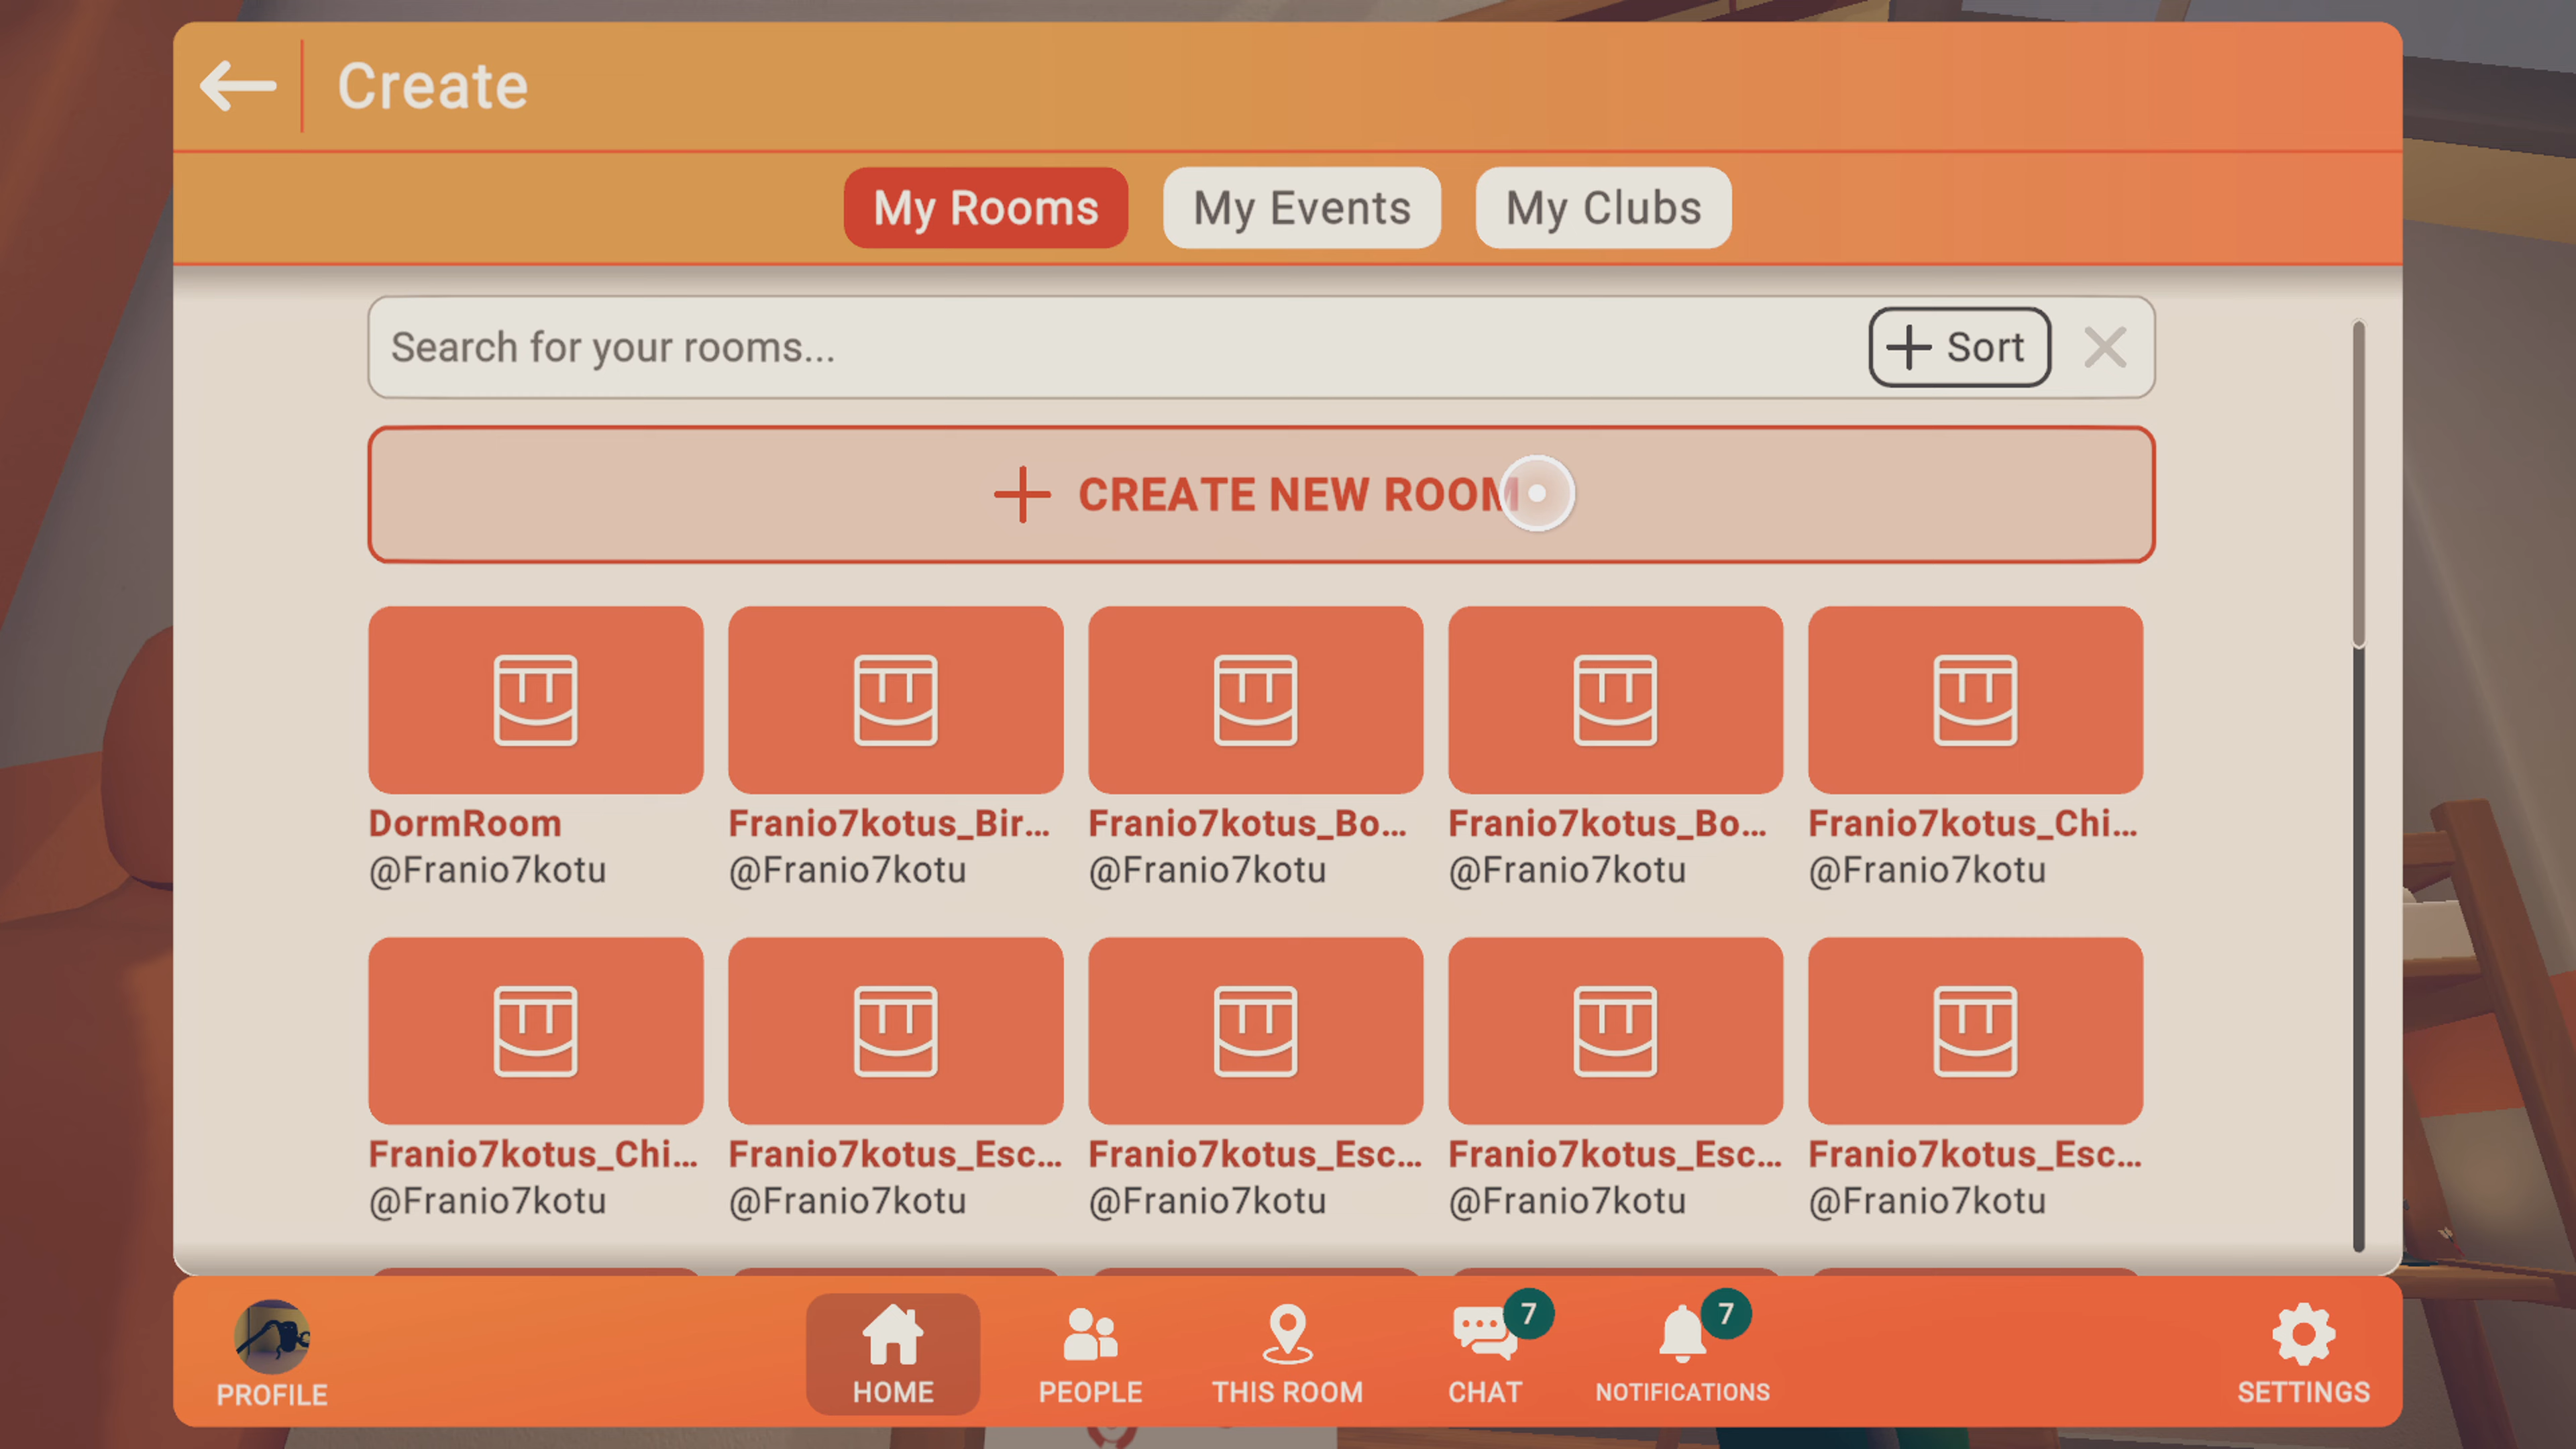 Create
My Rooms My Events My Clubs
Search for your rooms... Sort
CREATE NEW ROOM
DormRoom Franio7kotus_Bir... Franio7kotus_Bo... Franio7kotus_Bo... Franio7kotus_Chi...
@Franio7kotu @Franio7kotu @Franio7kotu @Franio7kotu @Franio7kotu
Franio7kotus_Chi... Franio7kotus_Esc... Franio7kotus_Esc... Franio7kotus_Esc... Franio7kotus_Esc...
@Franio7kotu @Franio7kotu @Franio7kotu @Franio7kotu @Franio7kotu
7 7
PROFILE HOME PEOPLE THIS ROOM CHAT NOTIFICATIONS SETTINGS